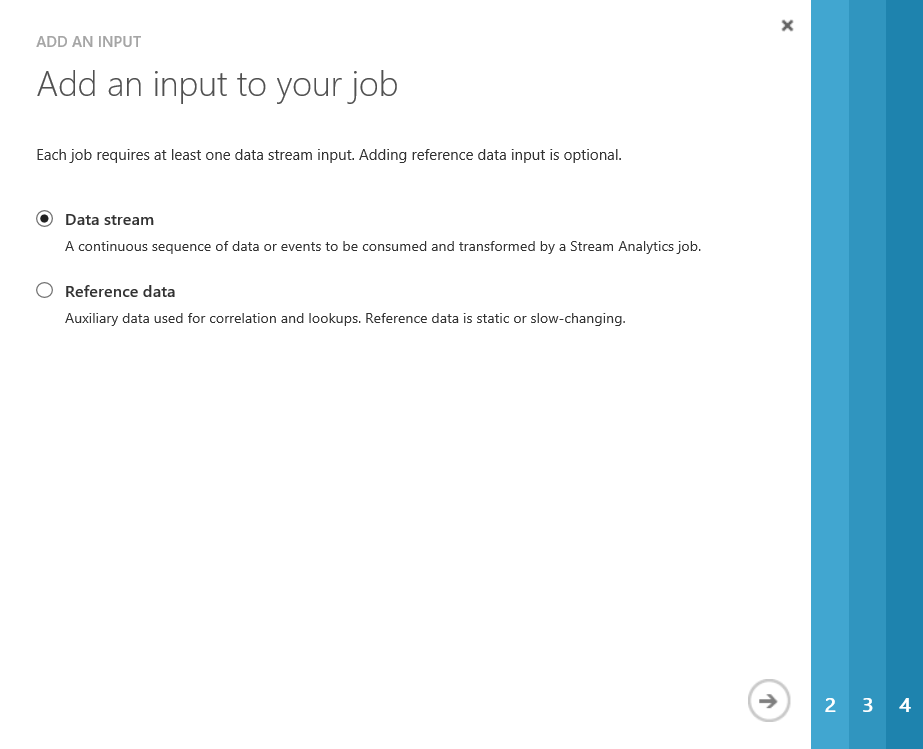 ADD AN INPUT
Add an input to your job
Each job requires at least one data stream input. Adding reference data input is optional.
Data stream
A continuous sequence of data or events to be consumed and transformed by a Stream Analytics job.
Reference data
Auxiliary data used for correlation and lookups. Reference data is static or slow-changing.
2 3 4